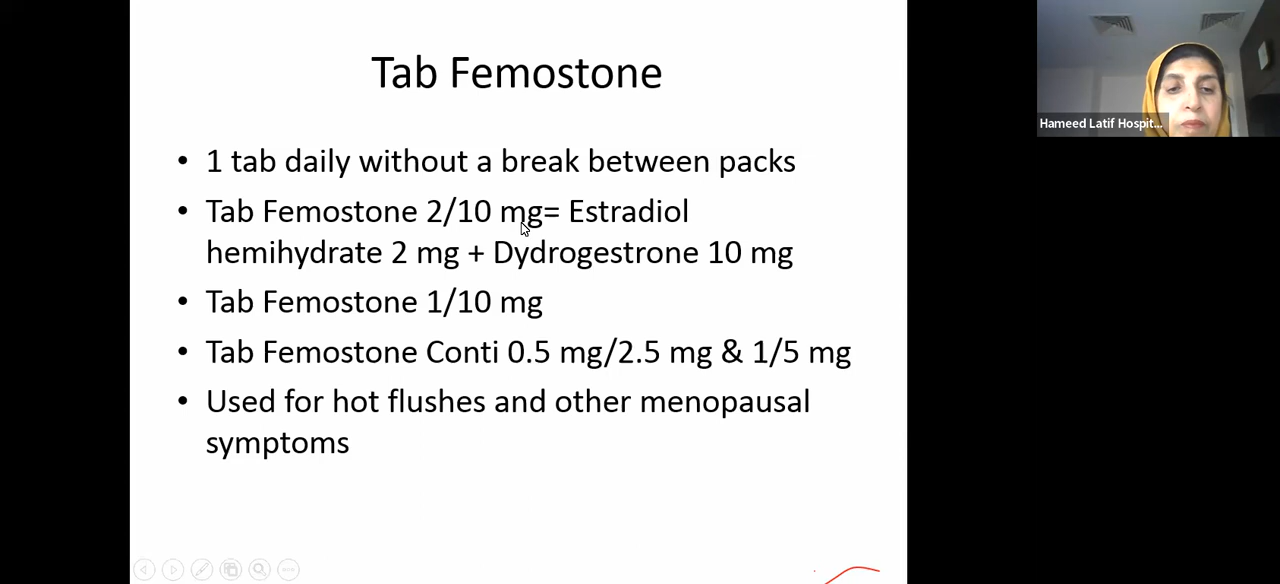 Tab Femostone
• 1 tab daily without a break between packs
• Tab Femostone 2/10 mg= Estradiol
hemihydrate 2 mg + Dydrogestrone 10 mg
• Tab Femostone 1/10 mg
• Tab Femostone Conti 0.5 mg/2.5 mg & 1/5 mg
• Used for hot flushes and other menopausal
symptoms
Hameed Latif Hospit...